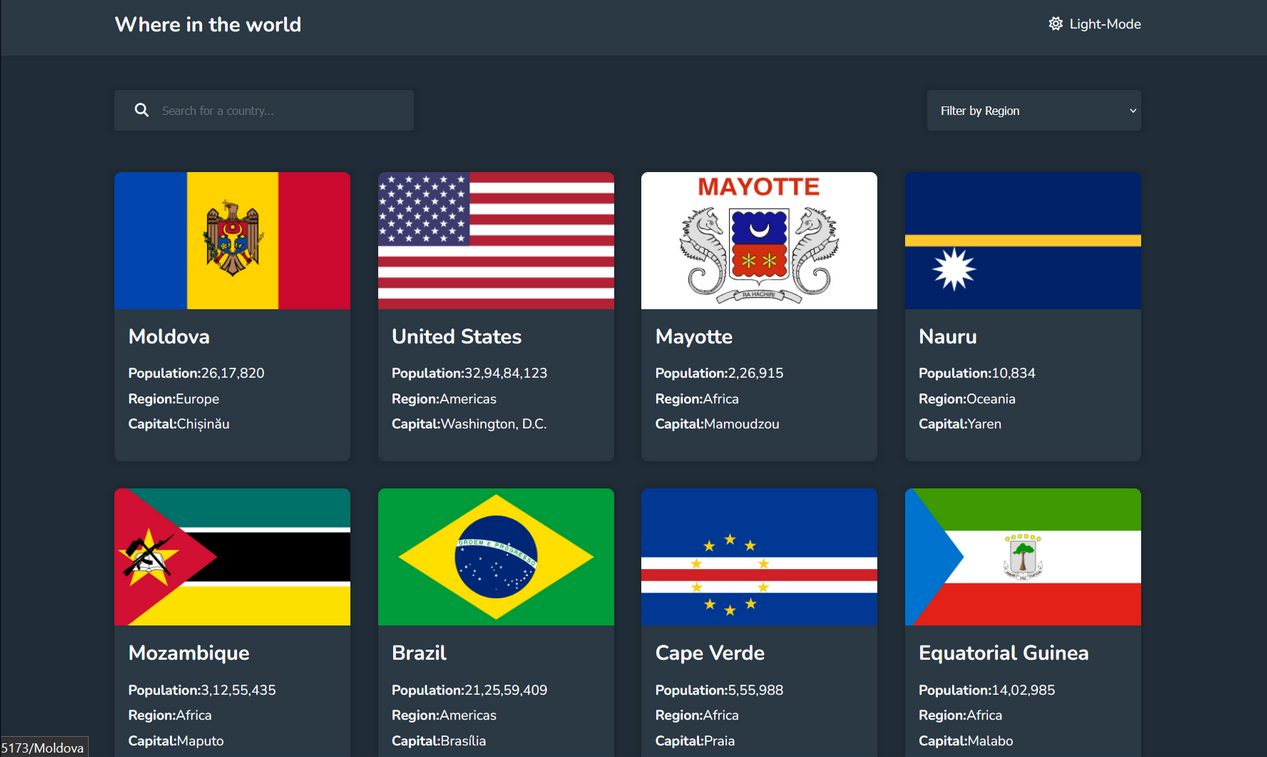 Where in the world
Light-Mode
Search for a country...
Filter by Region
MAYOTTE
RA HACHIRI
Moldova
Population:26,17,820
Region:Europe
Capital:Chișinău
United States
Population:32,94,84,123
Region:Americas
Capital:Washington, D.C.
Mayotte
Population:2,26,915
Region:Africa
Capital:Mamoudzou
Nauru
Population:10,834
Region:Oceania
Capital:Yaren
ORDEM E PROGRESSO
Mozambique
Population:3,12,55,435
Region:Africa
Capital:Maputo
Brazil
Population:21,25,59,409
Region:Americas
Capital:Brasília
Cape Verde
Population:5,55,988
Region:Africa
Capital:Praia
Equatorial Guinea
Population:14,02,985
Region:Africa
Capital:Malabo
5173/Moldova